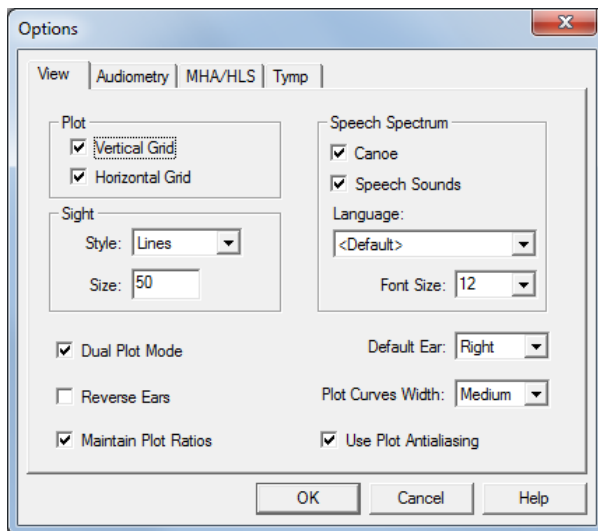 Options
View Audiometry MHA/HLS Tymp
Plot
Vertical Grid
Horizontal Grid
Sight
Style: Lines
Size: 50
Speech Spectrum
Canoe
Speech Sounds
Language:
<Default>
Font Size: 12
Dual Plot Mode
Default Ear: Right
Reverse Ears
Plot Curves Width: Medium
Maintain Plot Ratios
Use Plot Antialiasing
OK Cancel Help